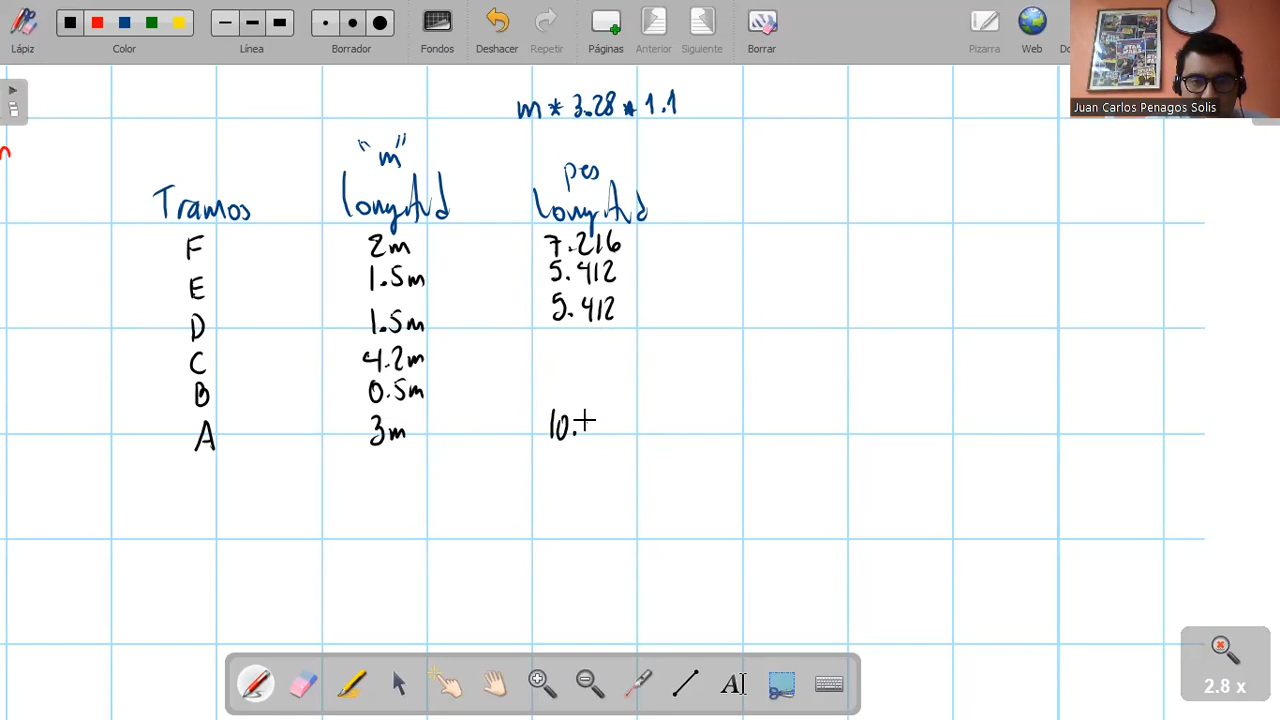 Lápiz Color Línea Borrador Fondos Deshacer Repetir Páginas Anterior Siguiente Borrar Pizarra Web
Juan Carlos Penagos Solis
m * 3.28 * 1.1
"m" pes
Tramos longitud longitud
F 2m 7.216
E 1.5m 5.412
D 1.5m 5.412
C 4.2m
B 0.5m
A 3m 10.
2.8 x